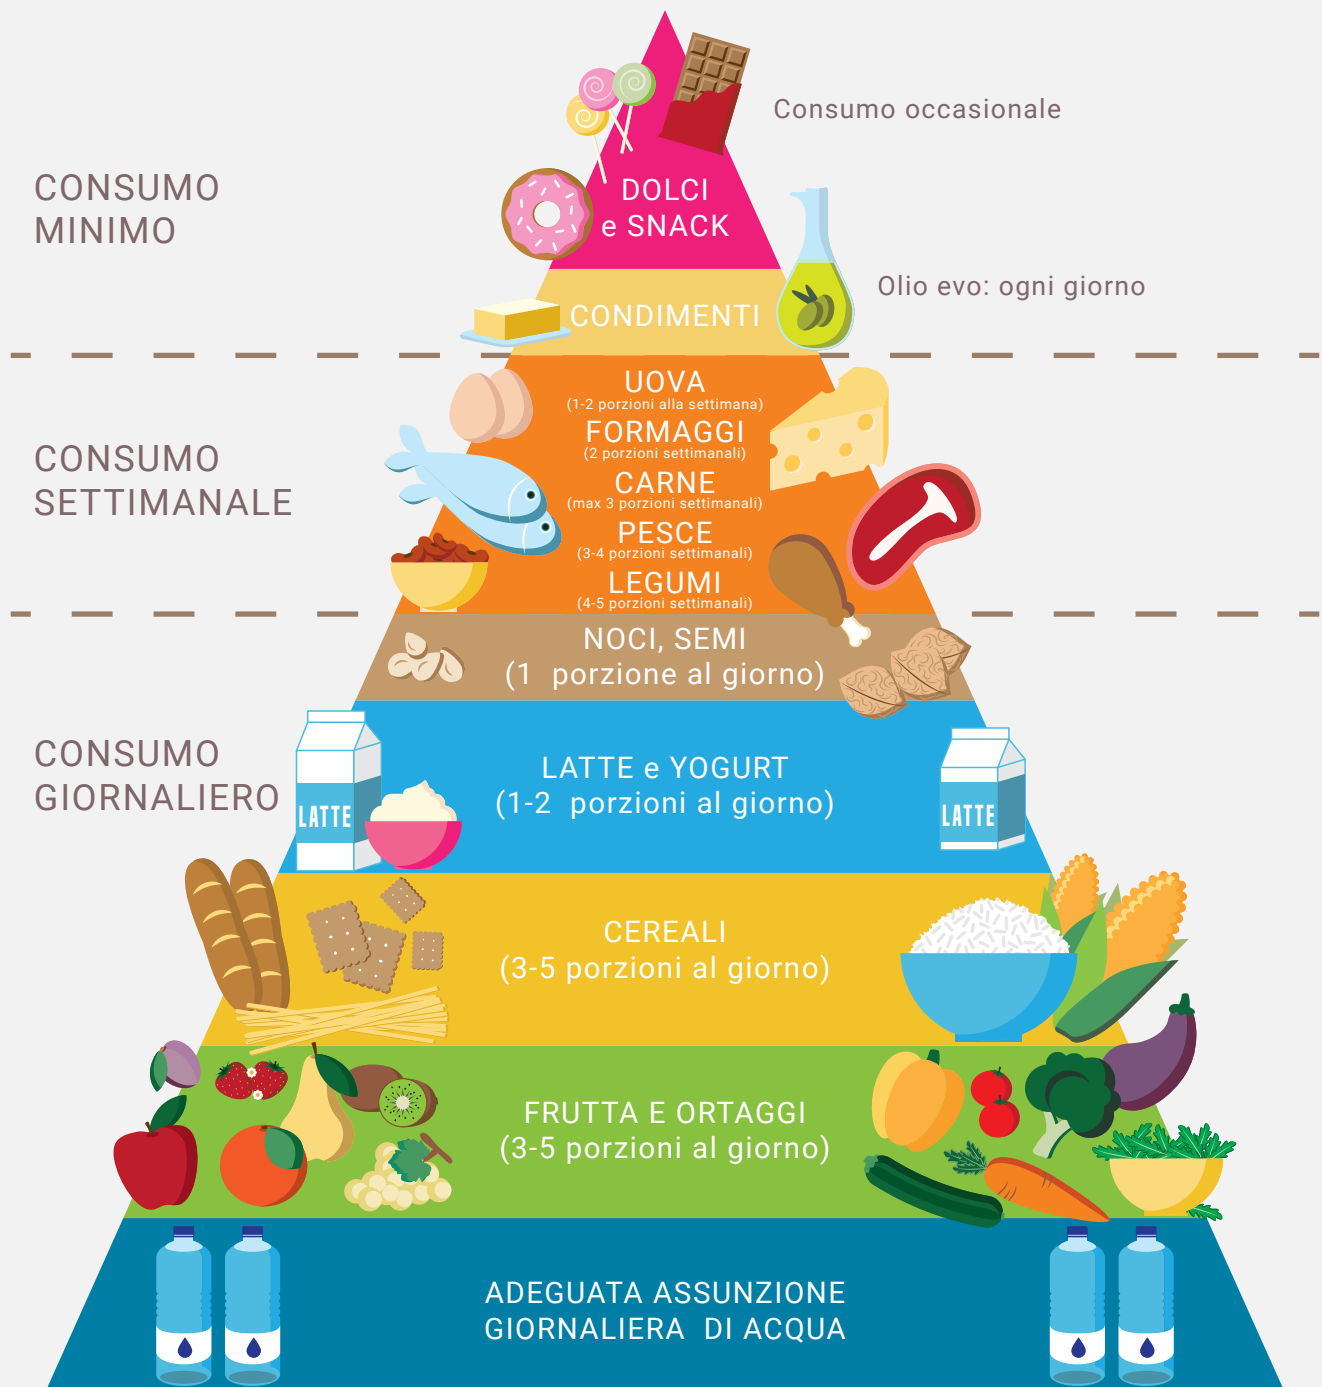 Consumo occasionale
CONSUMO
MINIMO
DOLCI
e SNACK
Olio evo: ogni giorno
CONDIMENTI
CONSUMO
SETTIMANALE
UOVA
(1-2 porzioni alla settimana)
FORMAGGI
(2 porzioni settimanali)
CARNE
(max 3 porzioni settimanali)
PESCE
(3-4 porzioni settimanali)
LEGUMI
(4-5 porzioni settimanali)
NOCI, SEMI
(1 porzione al giorno)
CONSUMO
GIORNALIERO
LATTE e YOGURT
(1-2 porzioni al giorno)
LATTE
LATTE
CEREALI
(3-5 porzioni al giorno)
FRUTTA E ORTAGGI
(3-5 porzioni al giorno)
ADEGUATA ASSUNZIONE
GIORNALIERA DI ACQUA